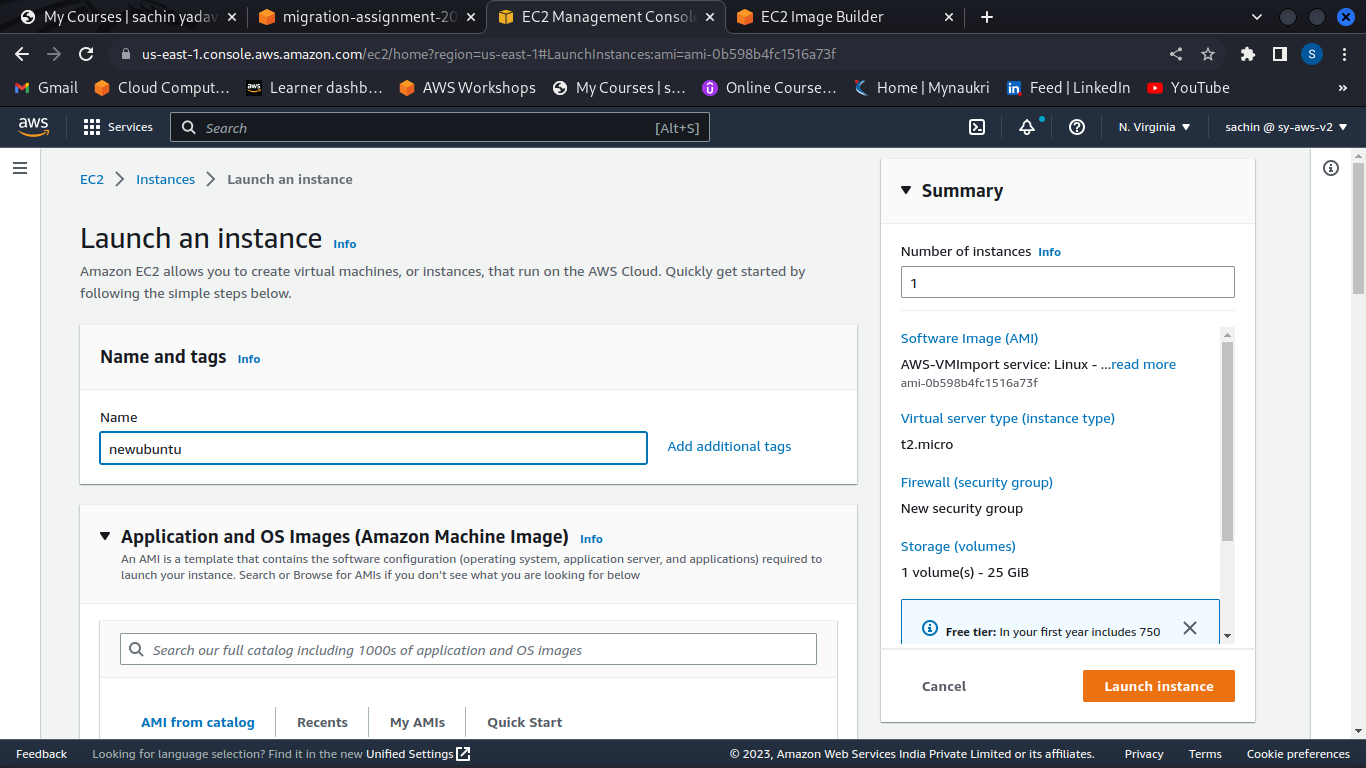 My Courses | sachin yadav
migration-assignment-20
EC2 Management Consol
EC2 Image Builder
us-east-1.console.aws.amazon.com/ec2/home?region=us-east-1#LaunchInstances:ami=ami-0b598b4fc1516a73f
S
Gmail
Cloud Comput...
aws
Learner dashb...
AWS Workshops
My Courses | s...
Online Course...
Home | Mynaukri
Feed | LinkedIn
YouTube
»
aws
Services
Search
[Alt+S]
N. Virginia
sachin @ sy-aws-v2
EC2
Instances
Launch an instance
Launch an instance Info
Amazon EC2 allows you to create virtual machines, or instances, that run on the AWS Cloud. Quickly get started by
following the simple steps below.
Name and tags Info
Name
newubuntu
Add additional tags
Application and OS Images (Amazon Machine Image) Info
An AMI is a template that contains the software configuration (operating system, application server, and applications) required to
launch your instance. Search or Browse for AMIs if you don't see what you are looking for below
Search our full catalog including 1000s of application and OS images
AMI from catalog
Recents
My AMIs
Quick Start
Summary
Number of instances Info
1
Software Image (AMI)
AWS-VMImport service: Linux - ...read more
ami-0b598b4fc1516a73f
Virtual server type (instance type)
t2.micro
Firewall (security group)
New security group
Storage (volumes)
1 volume(s) - 25 GiB
Free tier: In your first year includes 750
Cancel
Launch instance
Feedback
Looking for language selection? Find it in the new Unified Settings
© 2023, Amazon Web Services India Private Limited or its affiliates.
Privacy
Terms
Cookie preferences